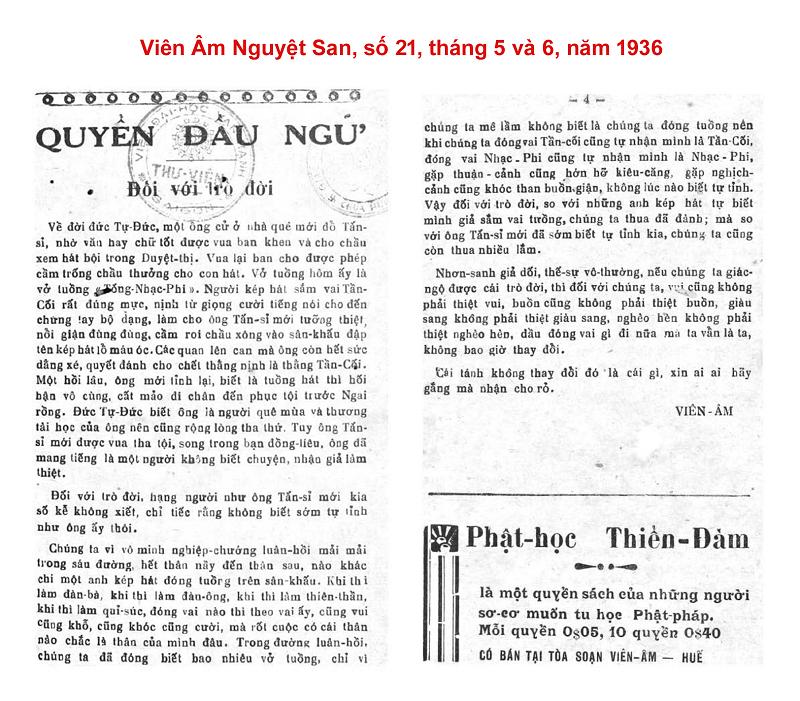 Viên Âm Nguyệt San, số 21, tháng 5 và 6, năm 1936
QUYỂN ĐẦU NGỮ
THƯ-VIỆN
Đối với trò đời
Về đời đức Tự-Đức, một ông cử ở nhà quê mới đỗ Tấn-
sỉ, nhờ văn hay chữ tốt được vua ban khen và cho chầu
xem hát bội trong Duyệt-thị. Vua lại ban cho được phép
cầm trống chầu thưởng cho con hát. Vở tuồng hôm ấy là
vở tuồng «Tống-Nhạc-Phi». Người kép hát sắm vai Tần-
Cối rất đúng mực, nịnh từ giọng cười tiếng nói cho đến
chứng tay bộ dạng, làm cho ông Tấn-sỉ mới tưởng thiệt,
nổi giận đùng đùng, cầm roi chầu xông vào sân-khấu đập
tên kép hát lổ máu óc. Các quan lên can mà ông còn hết sức
dằng xé, quyết đánh cho chết thằng nịnh là thằng Tần-Cối.
Một hồi lâu, ông mới tỉnh lại, biết là tuồng hát thì hối
hận vô cùng, cất mảo đi chân đến phục tội trước Ngai
rồng. Đức Tự-Đức biết ông là người quê mùa và thương
tài học của ông nên cũng rộng lòng tha thứ. Tuy ông Tấn-
sỉ mới được vua tha tội, song trong bạn đồng-liêu, ông đã
mang tiếng là một người không biết chuyện, nhận giả làm
thiệt.
Đối với trò đời, hạng người như ông Tấn-sỉ mới kia
số kể không xiết, chỉ tiếc rằng không biết sớm tự tỉnh
như ông ấy thôi.
Chúng ta vì vô minh nghiệp-chướng luân-hồi mải mải
trong sáu đường, hết thân này đến thân sau, nào khác
chi một anh kép hát đóng tuồng trên sân-khấu. Khi thì
làm đàn-bà, khi thì làm đàn-ông, khi thì làm thiên-thần,
khi thì làm quỉ-súc, đóng vai nào thì theo vai ấy, cũng vui
cũng khổ, cũng khóc cũng cười, mà rốt cuộc có cái thân
nào chắc là thân của mình đâu. Trong đường luân-hồi,
chúng ta đã đóng biết bao nhiêu vở tuồng, chỉ vì
— 4 —
chúng ta mê lầm không biết là chúng ta đóng tuồng nên
khi chúng ta đóng vai Tần-cối cũng tự nhận mình là Tần-Cối,
đóng vai Nhạc-Phi cũng tự nhận mình là Nhạc-Phi,
gặp thuận-cảnh cũng hớn hở kiêu-căng, gặp nghịch-
cảnh cũng khóc than buồn-giận, không lúc nào biết tự tỉnh.
Vậy đối với trò đời, so với những anh kép hát tự biết
mình giả sắm vai tuồng, chúng ta thua đã đành; mà so
với ông Tấn-sỉ mới đã sớm biết tự tỉnh kia, chúng ta cũng
còn thua nhiều lắm.
Nhơn-sanh giả dối, thế-sự vô-thường, nếu chúng ta giác-
ngộ được cái trò đời, thì đối với chúng ta, vui cũng không
phải thiệt vui, buồn cũng không phải thiệt buồn, giàu
sang không phải thiệt giàu sang, nghèo hèn không phải
thiệt nghèo hèn, dầu đóng vai gì đi nữa mà ta vẫn là ta,
không bao giờ thay đổi.
Cái tánh không thay đổi đó là cái gì, xin ai ai hãy
gắng mà nhận cho rỏ.
VIÊN-ÂM
Phật-học Thiển-Đàm
là một quyển sách của những người
sơ-cơ muốn tu học Phật-pháp.
Mỗi quyển 0$05, 10 quyển 0$40
CÓ BÁN TẠI TÒA SOẠN VIÊN-ÂM — HUẾ